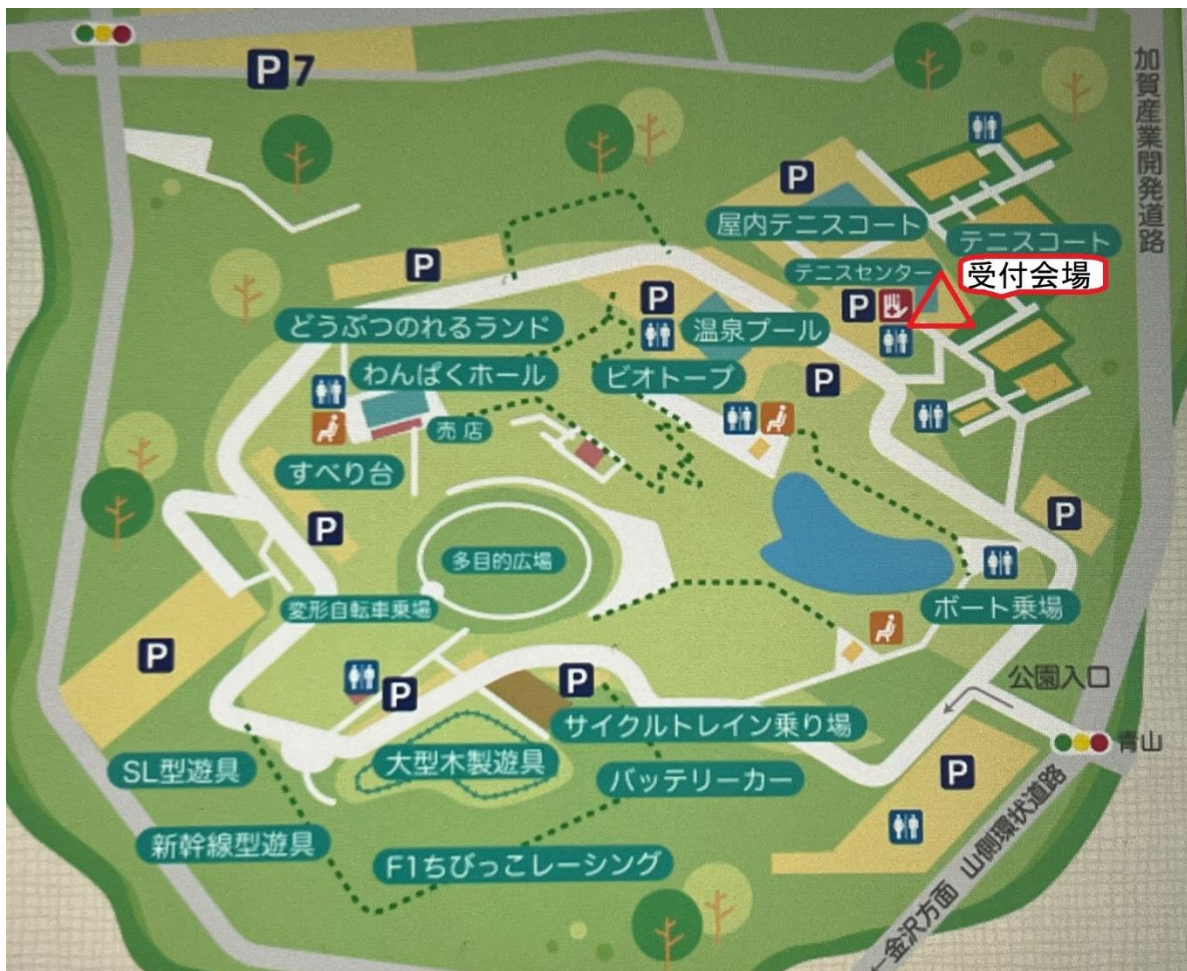 P7
加賀産業開発道路
P
屋内テニスコート
テニスコート
テニスセンター
受付会場
P
P
P
どうぶつのれるランド
温泉プール
わんぱくホール
ビオトープ
P
売店
すべり台
P
P
多目的広場
変形自転車乗場
ボート乗場
P
公園入口
P
P
サイクルトレイン乗り場
青山
SL型遊具
大型木製遊具
バッテリーカー
P
新幹線型遊具
F1ちびっこレーシング
←金沢方面 山側環状道路